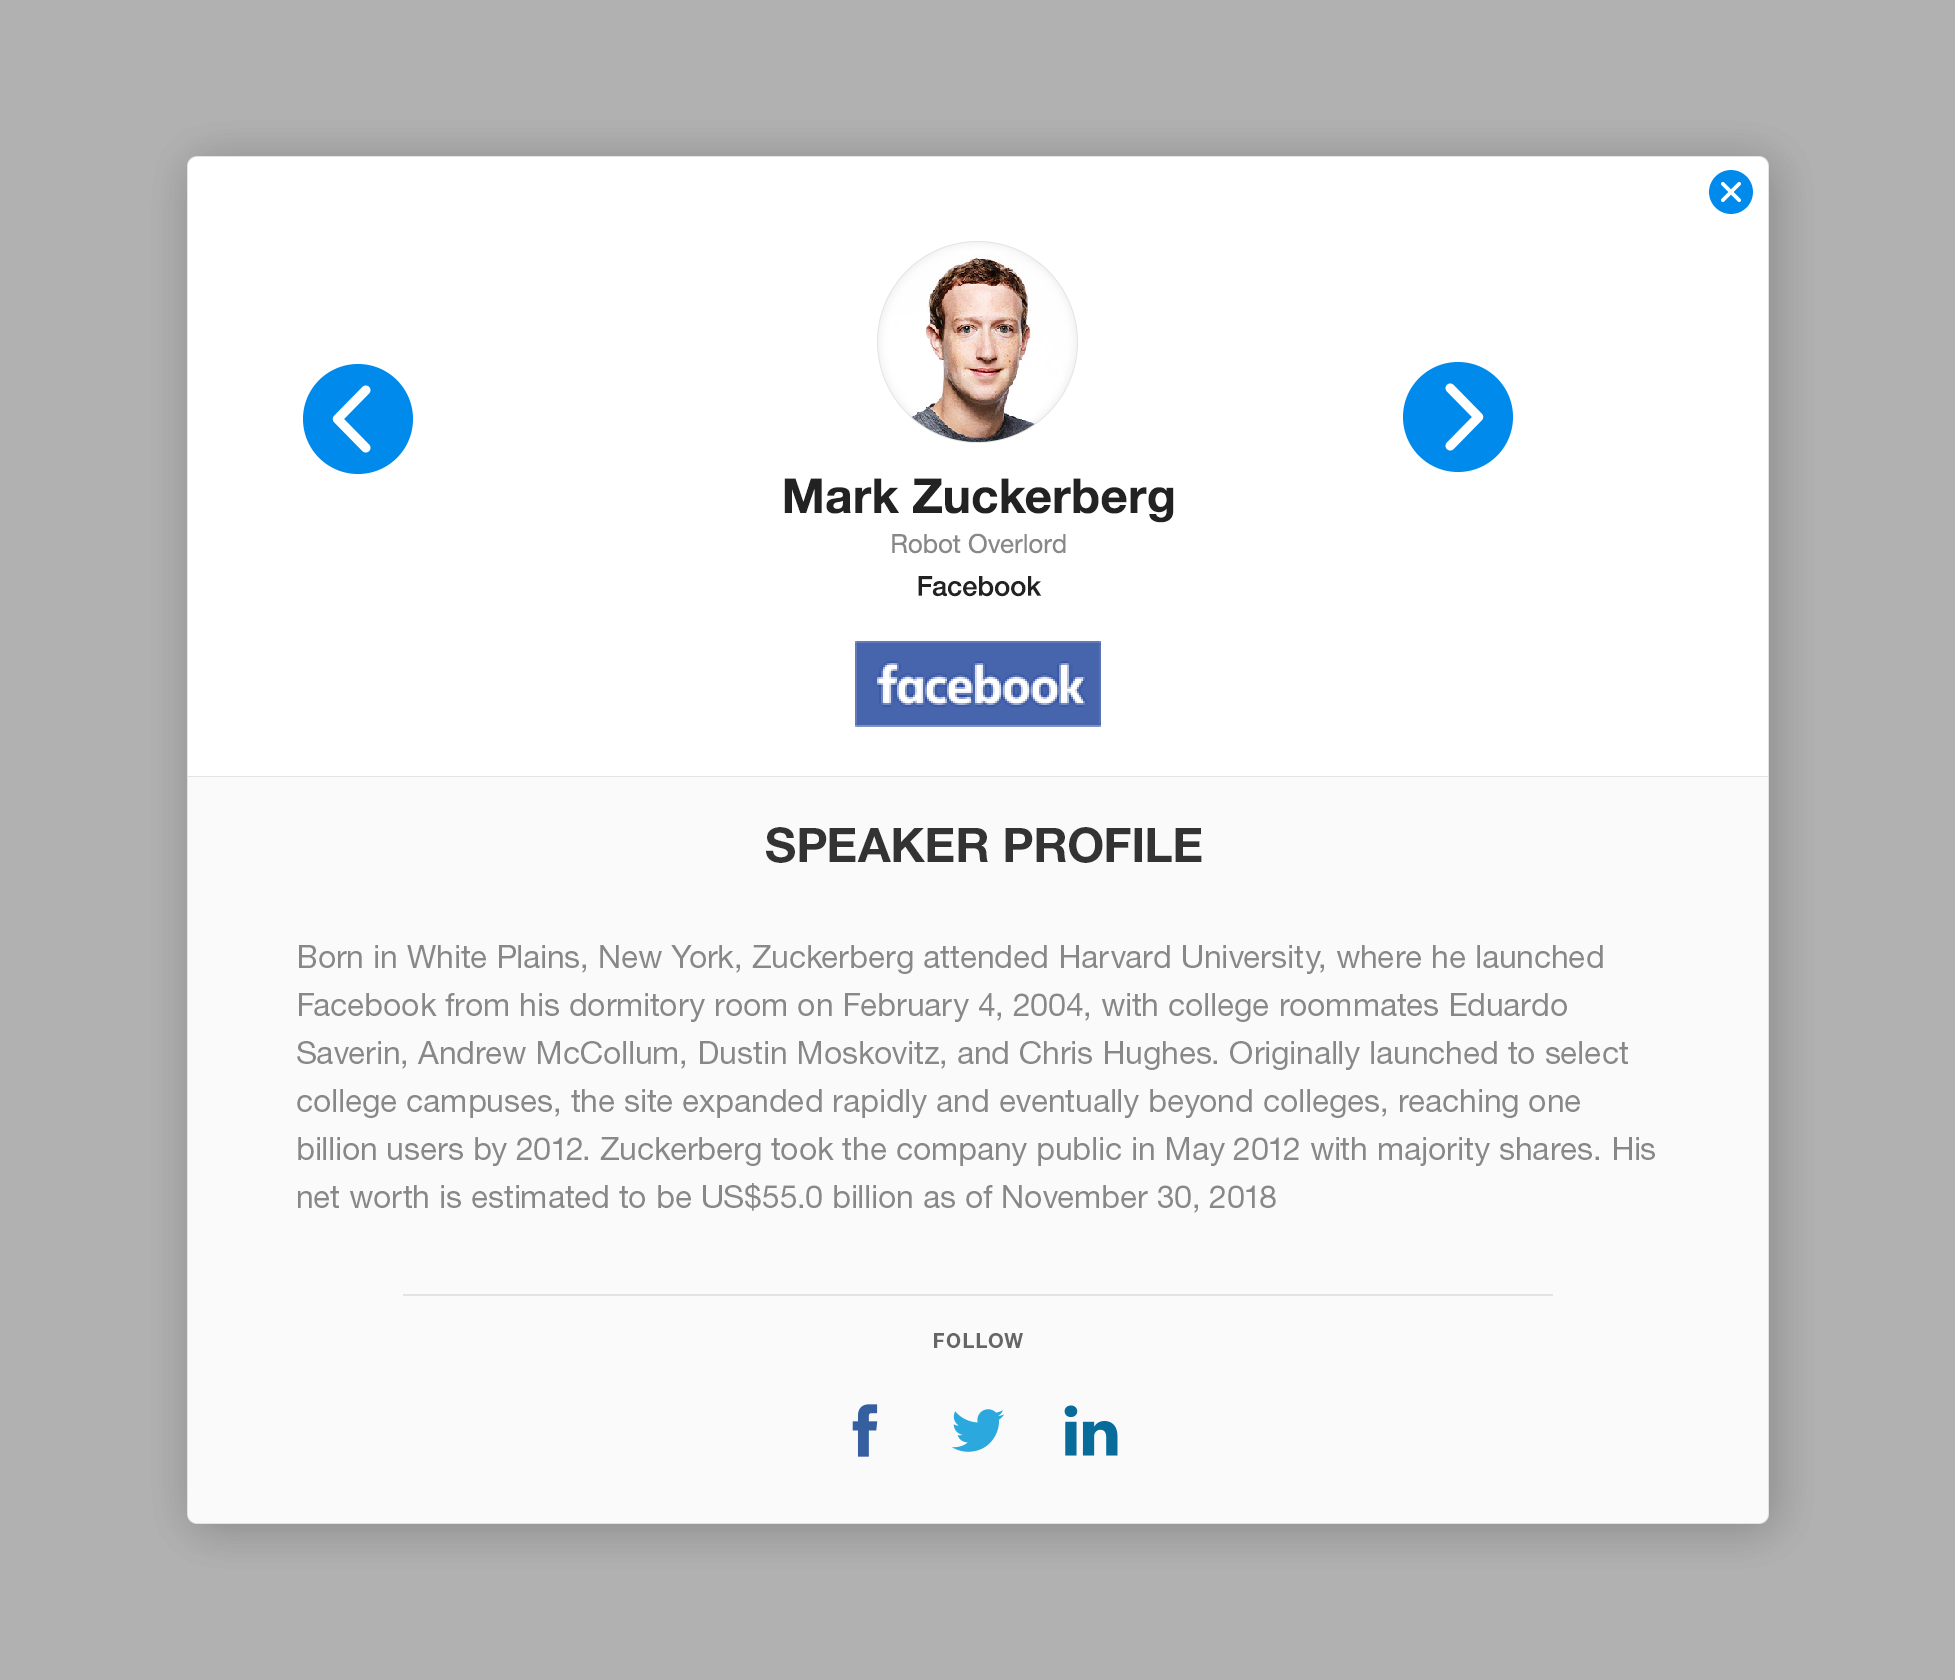 Mark Zuckerberg
Robot Overlord
Facebook
facebook
SPEAKER PROFILE
Born in White Plains, New York, Zuckerberg attended Harvard University, where he launched
Facebook from his dormitory room on February 4, 2004, with college roommates Eduardo
Saverin, Andrew McCollum, Dustin Moskovitz, and Chris Hughes. Originally launched to select
college campuses, the site expanded rapidly and eventually beyond colleges, reaching one
billion users by 2012. Zuckerberg took the company public in May 2012 with majority shares. His
net worth is estimated to be US$55.0 billion as of November 30, 2018
FOLLOW
f
in